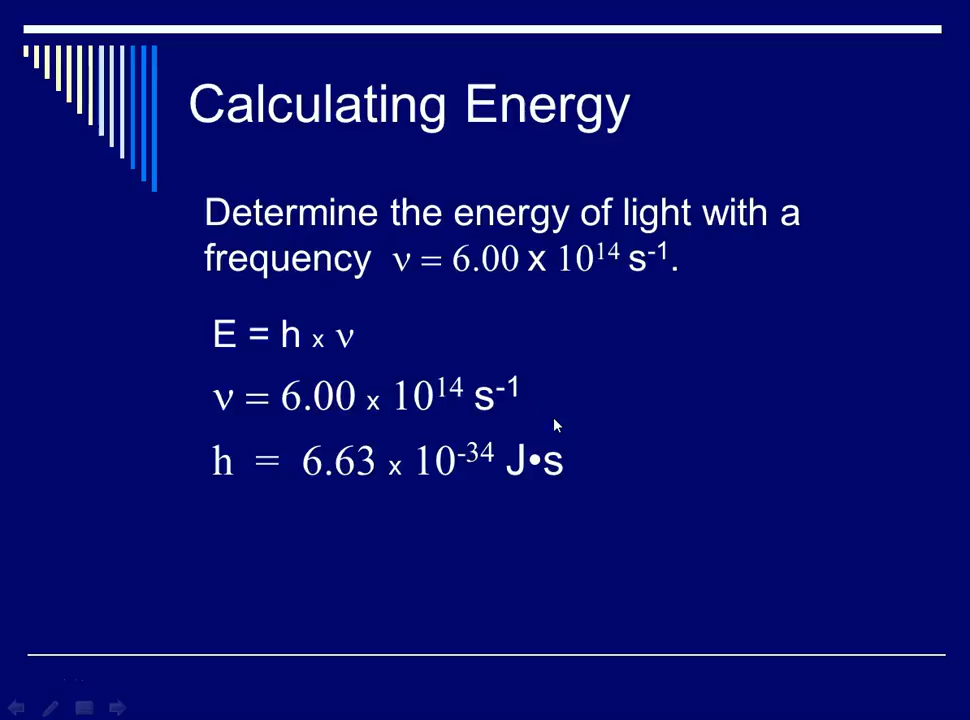 Calculating Energy
Determine the energy of light with a
frequency ν = 6.00 x 10¹⁴ s⁻¹.
E = h x ν
ν = 6.00 x 10¹⁴ s⁻¹
h = 6.63 x 10⁻³⁴ J•s